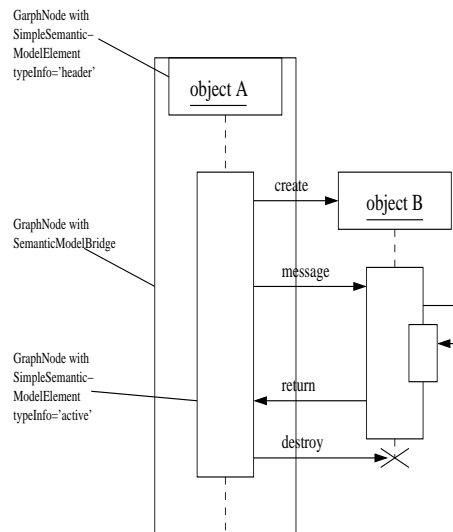 GarphNode with
SimpleSemantic–
ModelElement
typeInfo='header'
object A
create
object B
GraphNode with
SemanticModelBridge
message
GraphNode with
SimpleSemantic–
ModelElement
typeInfo='active'
return
destroy